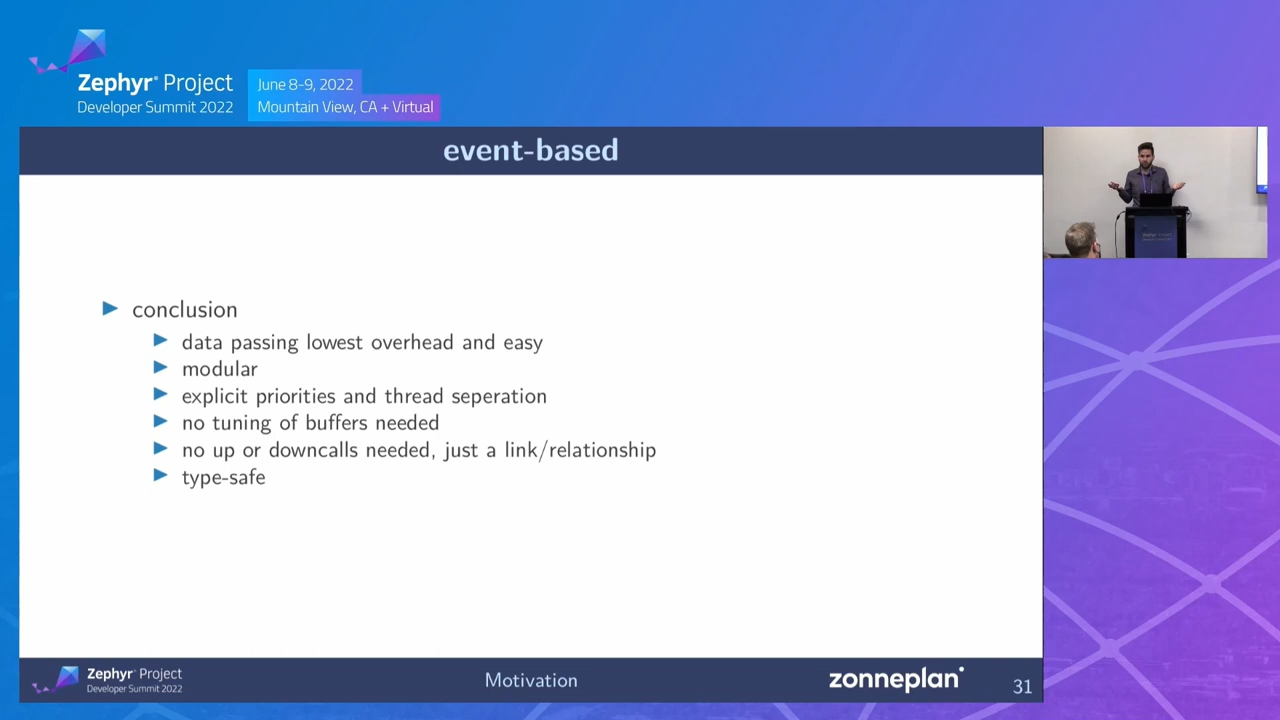 Zephyr® Project
Developer Summit 2022
June 8-9, 2022
Mountain View, CA + Virtual
event-based
conclusion
data passing lowest overhead and easy
modular
explicit priorities and thread seperation
no tuning of buffers needed
no up or downcalls needed, just a link/relationship
type-safe
Zephyr® Project
Developer Summit 2022
Motivation
zonneplan
31